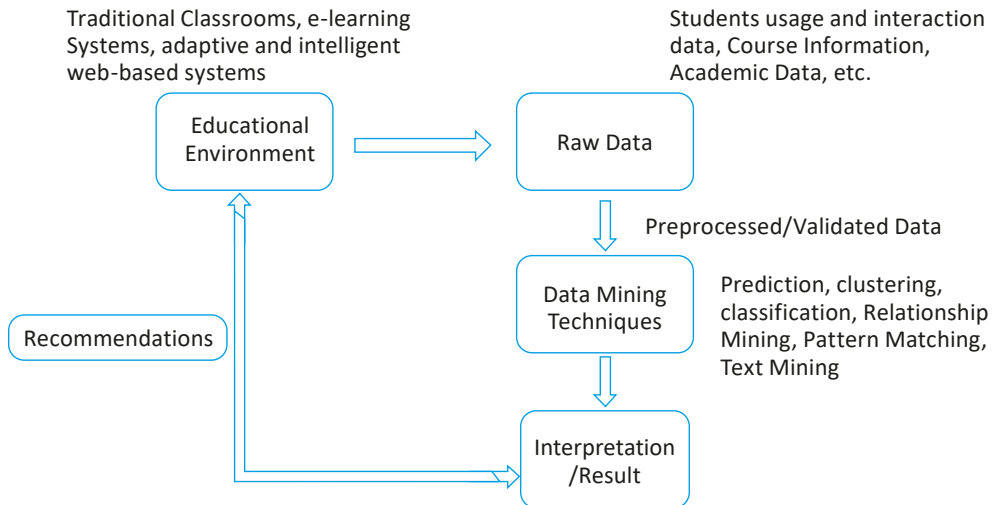 Traditional Classrooms, e-learning
Systems, adaptive and intelligent
web-based systems
Students usage and interaction
data, Course Information,
Academic Data, etc.
Educational
Environment
Raw Data
Preprocessed/Validated Data
Data Mining
Techniques
Prediction, clustering,
classification, Relationship
Mining, Pattern Matching,
Text Mining
Recommendations
Interpretation
/Result